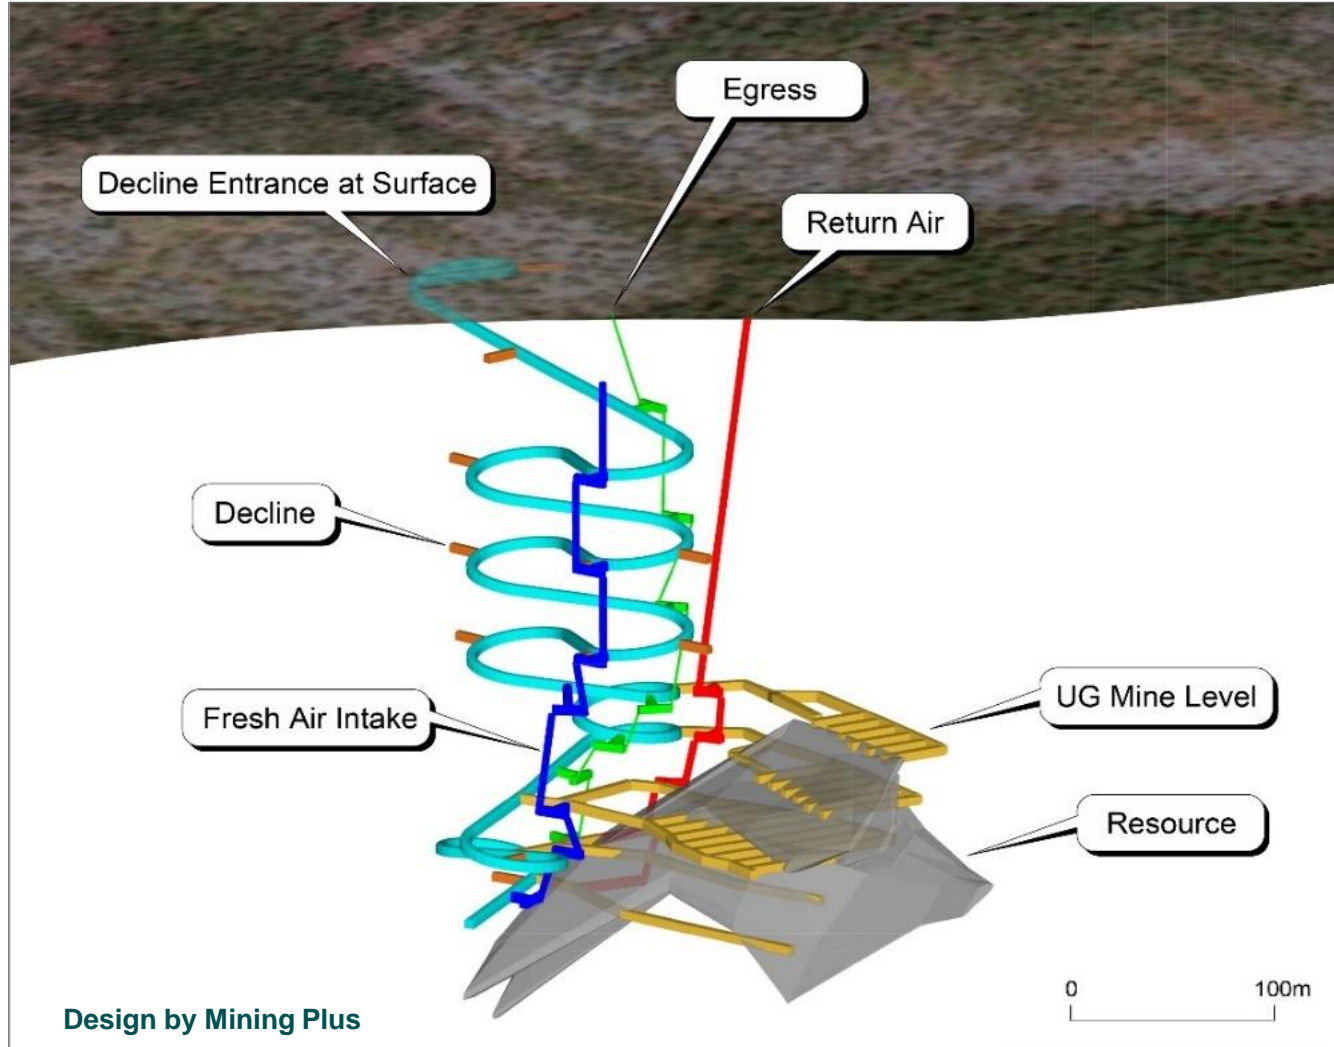 Egress
Decline Entrance at Surface
Return Air
Decline
UG Mine Level
Fresh Air Intake
Resource
0 100m
Design by Mining Plus